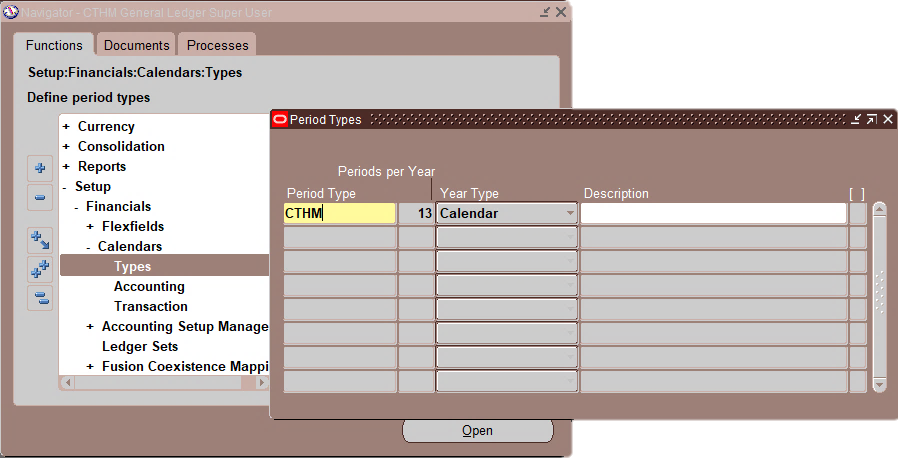 Navigator - CTHM General Ledger Super User
Functions
Documents
Processes
Setup:Financials:Calendars:Types
Define period types
+ Currency
+ Consolidation
+ Reports
- Setup
- Financials
+ Flexfields
- Calendars
Types
Accounting
Transaction
+ Accounting Setup Manage
Ledger Sets
+ Fusion Coexistence Mappi
Open
Period Types
Periods per Year
Period Type Year Type Description [ ]
CTHM 13 Calendar